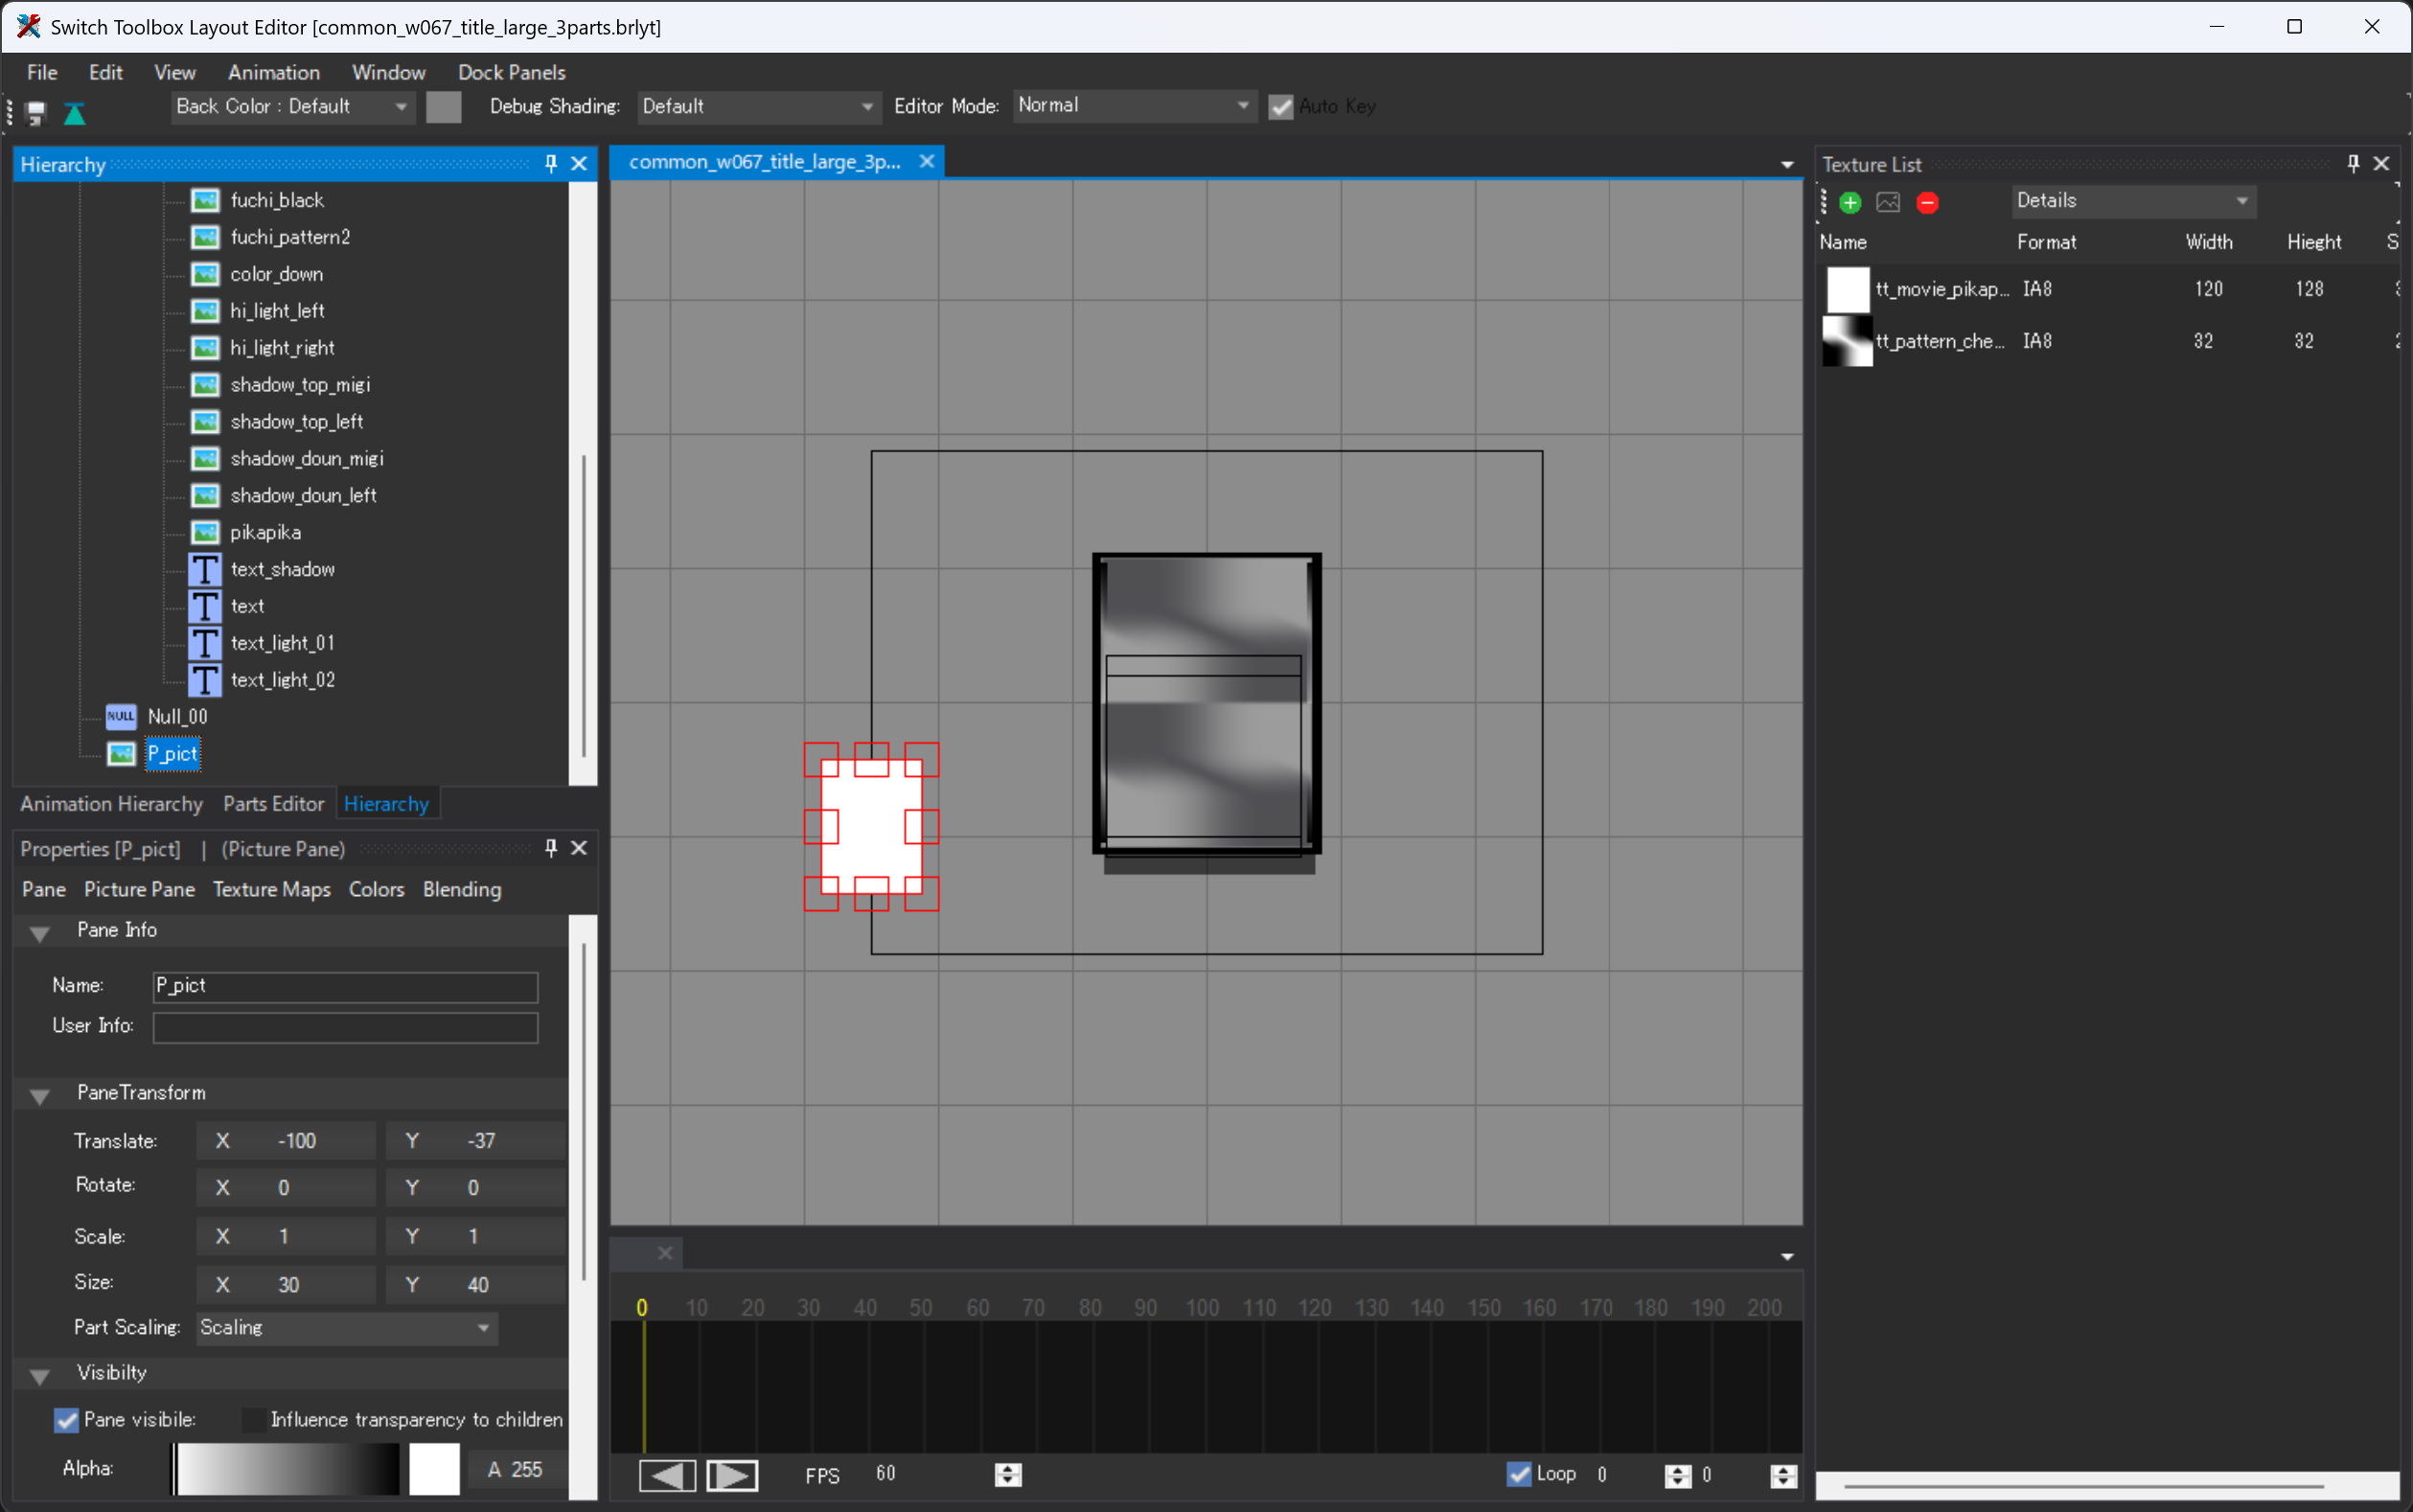 Switch Toolbox Layout Editor [common_w067_title_large_3parts.brlyt]
File Edit View Animation Window Dock Panels
Back Color : Default Debug Shading: Default Editor Mode: Normal Auto Key
Hierarchy
fuchi_black
fuchi_pattern2
color_down
hi_light_left
hi_light_right
shadow_top_migi
shadow_top_left
shadow_doun_migi
shadow_doun_left
pikapika
T text_shadow
T text
T text_light_01
T text_light_02
NULL Null_00
P_pict
Animation Hierarchy Parts Editor Hierarchy
Properties [P_pict] | (Picture Pane)
Pane Picture Pane Texture Maps Colors Blending
Pane Info
Name: P_pict
User Info:
PaneTransform
Translate: X -100 Y -37
Rotate: X 0 Y 0
Scale: X 1 Y 1
Size: X 30 Y 40
Part Scaling: Scaling
Visibilty
Pane visibile: Influence transparency to children
Alpha: A 255
common_w067_title_large_3p...
0 10 20 30 40 50 60 70 80 90 100 110 120 130 140 150 160 170 180 190 200
FPS 60 Loop 0 0
Texture List
Details
Name Format Width Hieght S
tt_movie_pikap... IA8 120 128
tt_pattern_che... IA8 32 32